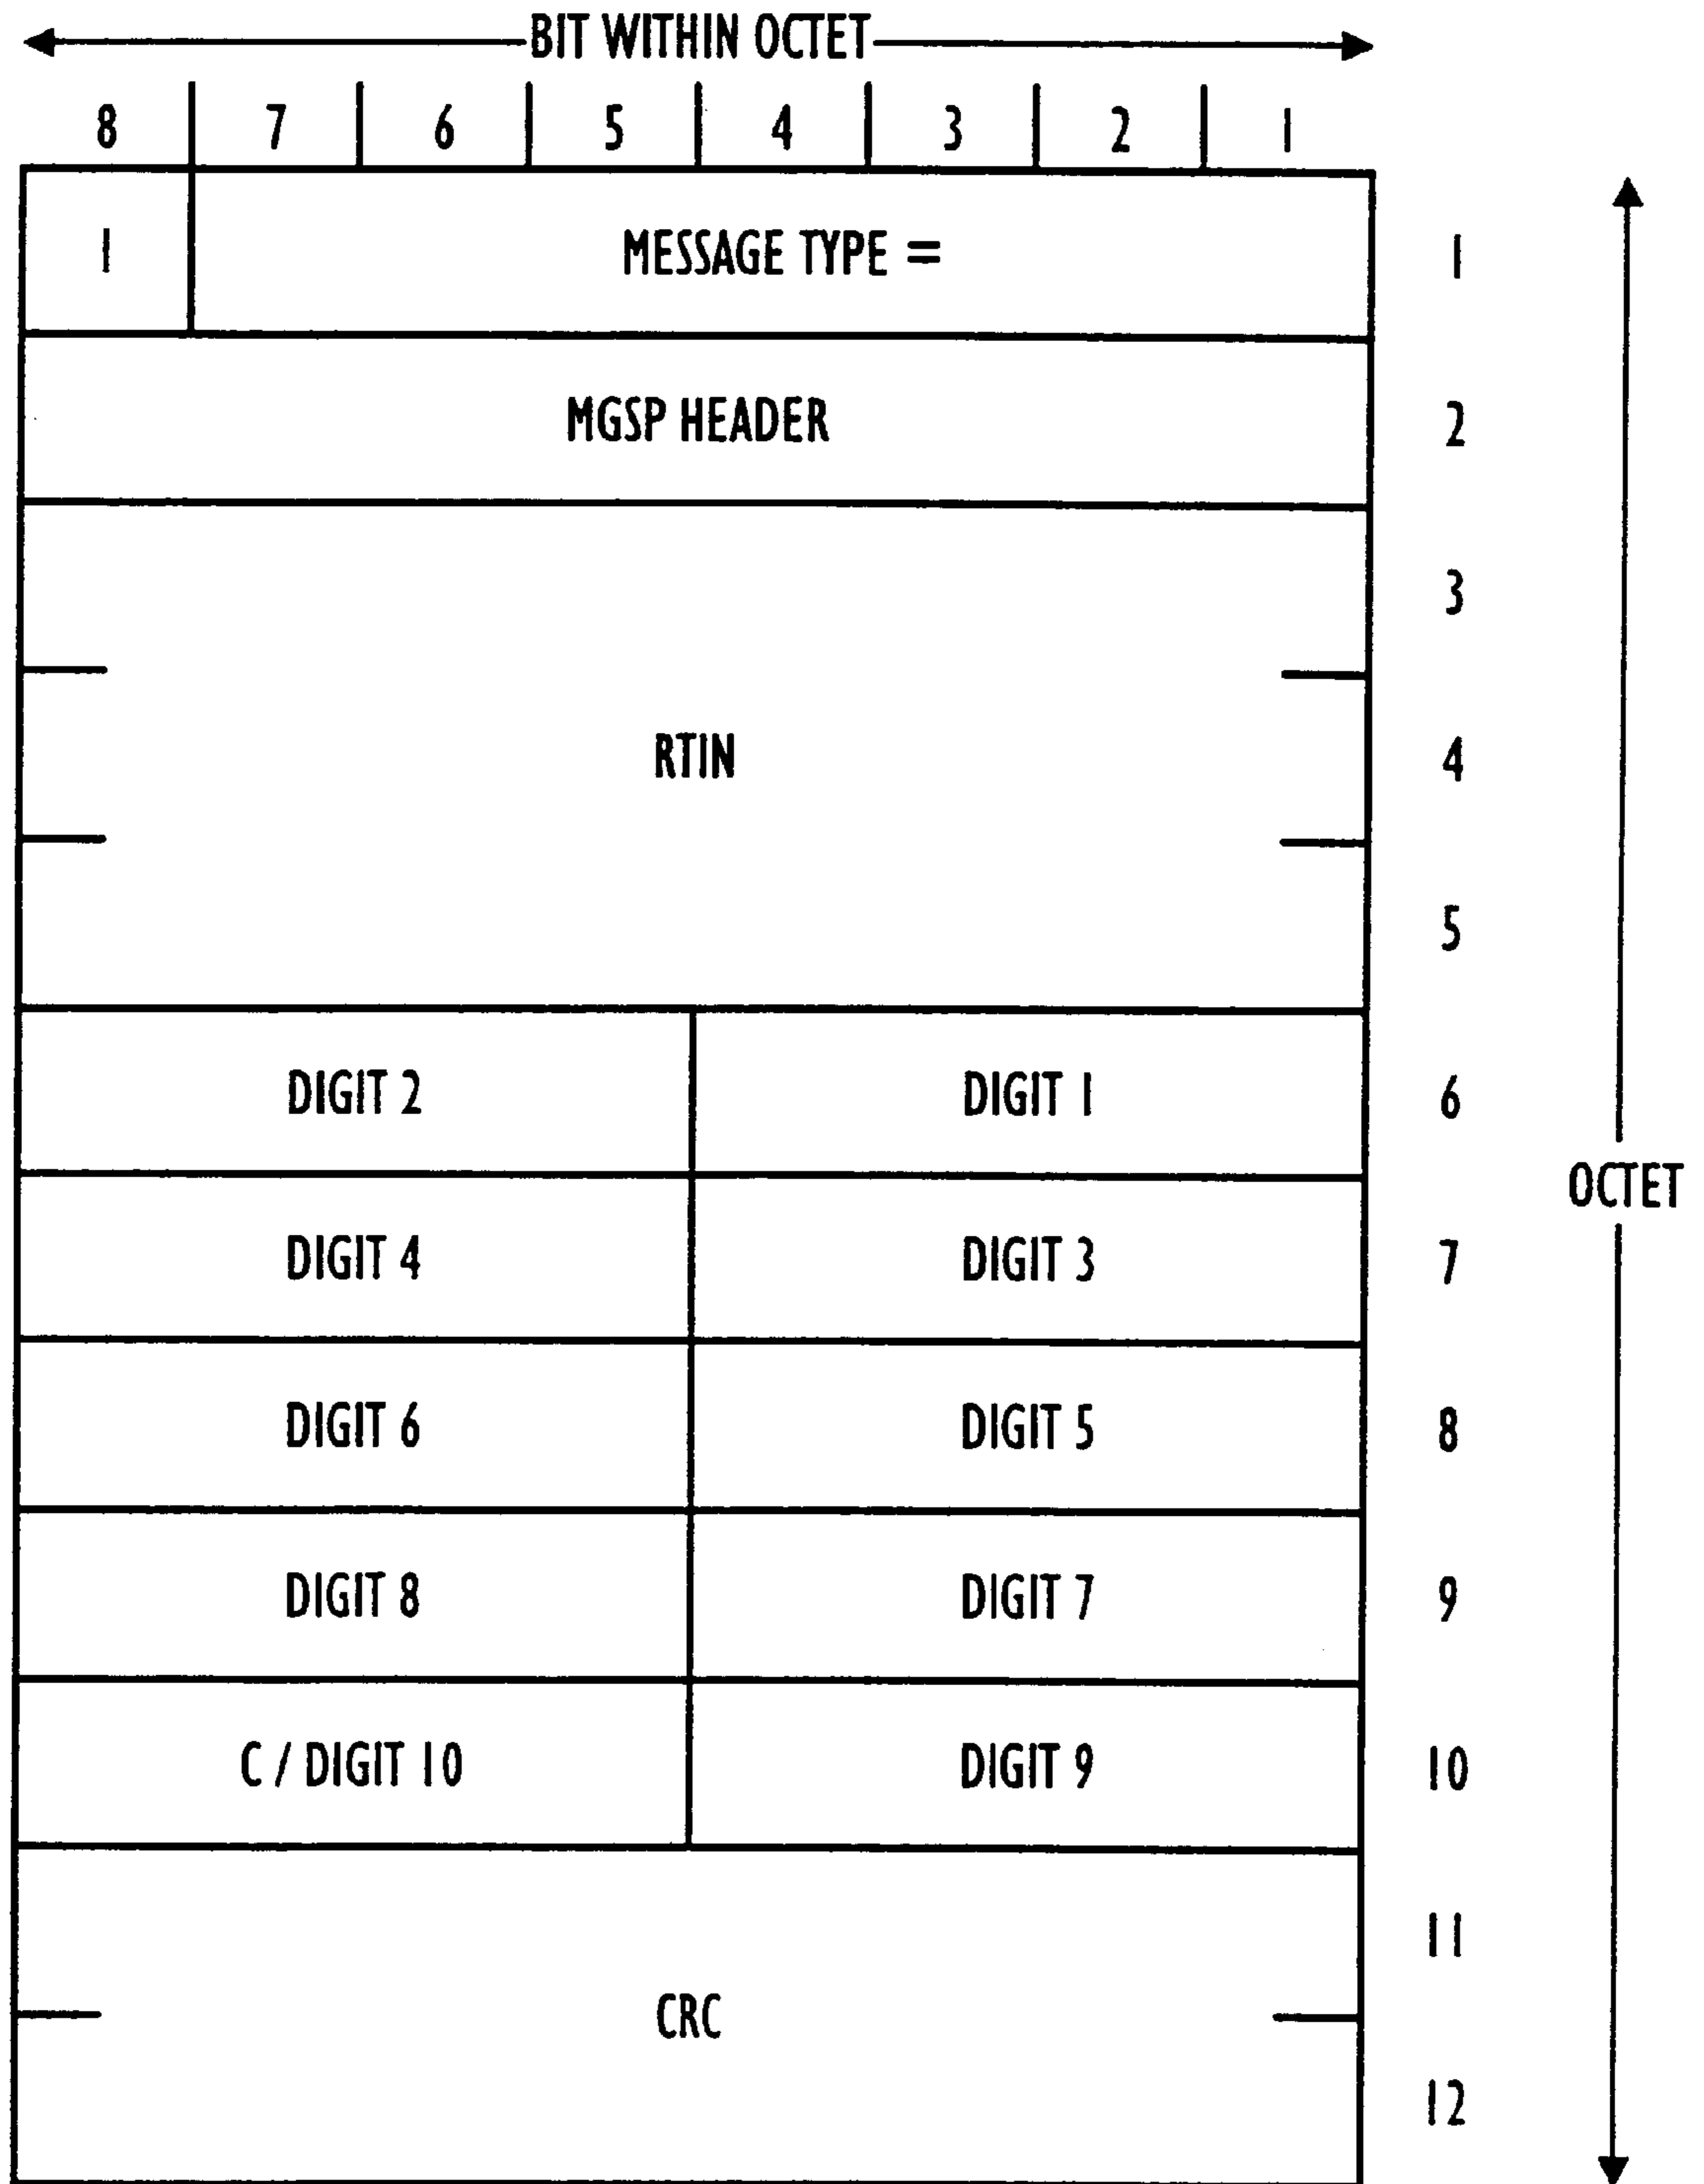 BIT WITHIN OCTET
8 7 6 5 4 3 2 1
1 MESSAGE TYPE = 1
MGSP HEADER 2
3
RTIN 4
5
DIGIT 2 DIGIT 1 6
OCTET
DIGIT 4 DIGIT 3 7
DIGIT 6 DIGIT 5 8
DIGIT 8 DIGIT 7 9
C / DIGIT 10 DIGIT 9 10
11
CRC
12